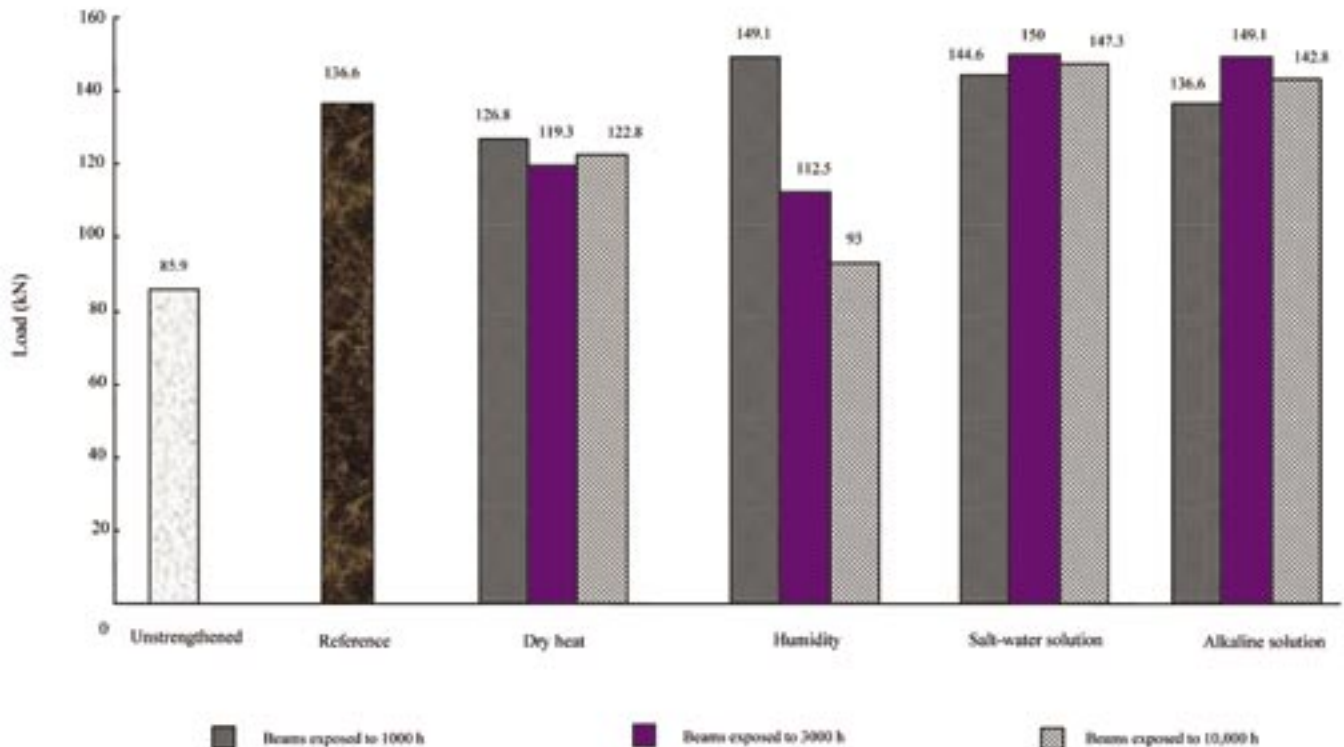 160
140
120
100
80
60
40
20
0
Load (kN)
85.9
136.6
126.8
119.3
122.8
149.1
112.5
93
144.6
150
147.3
136.6
149.1
142.8
Unstrengthened
Reference
Dry heat
Humidity
Salt-water solution
Alkaline solution
Beams exposed to 1000 h
Beams exposed to 3000 h
Beams exposed to 10,000 h